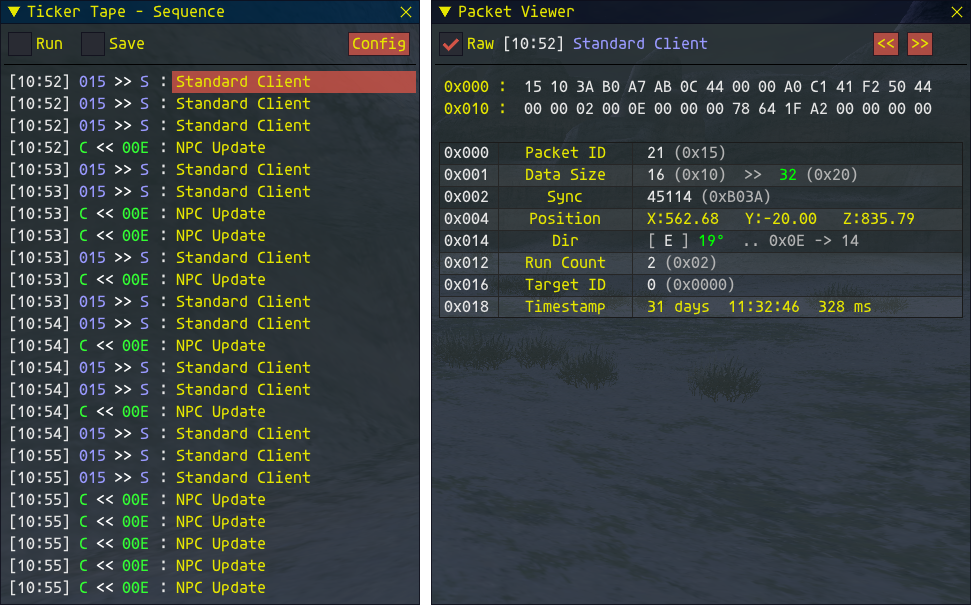 Ticker Tape - Sequence
Run Save Config
[10:52] 015 >> S : Standard Client
[10:52] 015 >> S : Standard Client
[10:52] 015 >> S : Standard Client
[10:52] C << 00E : NPC Update
[10:53] 015 >> S : Standard Client
[10:53] 015 >> S : Standard Client
[10:53] C << 00E : NPC Update
[10:53] C << 00E : NPC Update
[10:53] 015 >> S : Standard Client
[10:53] C << 00E : NPC Update
[10:53] 015 >> S : Standard Client
[10:54] 015 >> S : Standard Client
[10:54] C << 00E : NPC Update
[10:54] 015 >> S : Standard Client
[10:54] 015 >> S : Standard Client
[10:54] C << 00E : NPC Update
[10:54] 015 >> S : Standard Client
[10:55] 015 >> S : Standard Client
[10:55] 015 >> S : Standard Client
[10:55] C << 00E : NPC Update
[10:55] C << 00E : NPC Update
[10:55] C << 00E : NPC Update
[10:55] C << 00E : NPC Update
[10:55] C << 00E : NPC Update
Packet Viewer
Raw [10:52] Standard Client << >>
0x000 : 15 10 3A B0 A7 AB 0C 44 00 00 A0 C1 41 F2 50 44
0x010 : 00 00 02 00 0E 00 00 00 78 64 1F A2 00 00 00 00
0x000 Packet ID 21 (0x15)
0x001 Data Size 16 (0x10) >> 32 (0x20)
0x002 Sync 45114 (0xB03A)
0x004 Position X:562.68 Y:-20.00 Z:835.79
0x014 Dir [ E ] 19° .. 0x0E -> 14
0x012 Run Count 2 (0x02)
0x016 Target ID 0 (0x0000)
0x018 Timestamp 31 days 11:32:46 328 ms